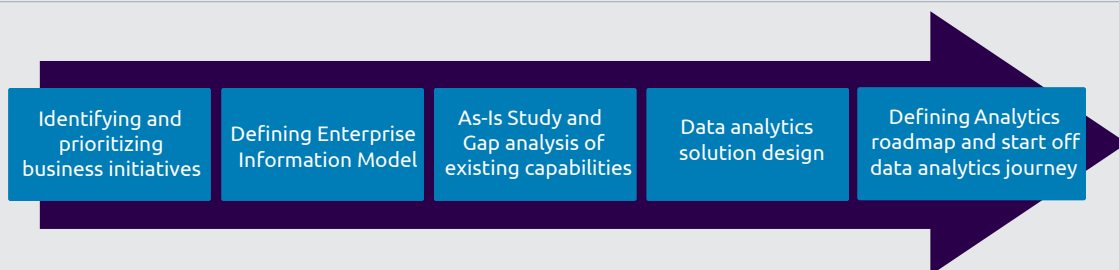 Identifying and
prioritizing
business initiatives
Defining Enterprise
Information Model
As-Is Study and
Gap analysis of
existing capabilities
Data analytics
solution design
Defining Analytics
roadmap and start off
data analytics journey